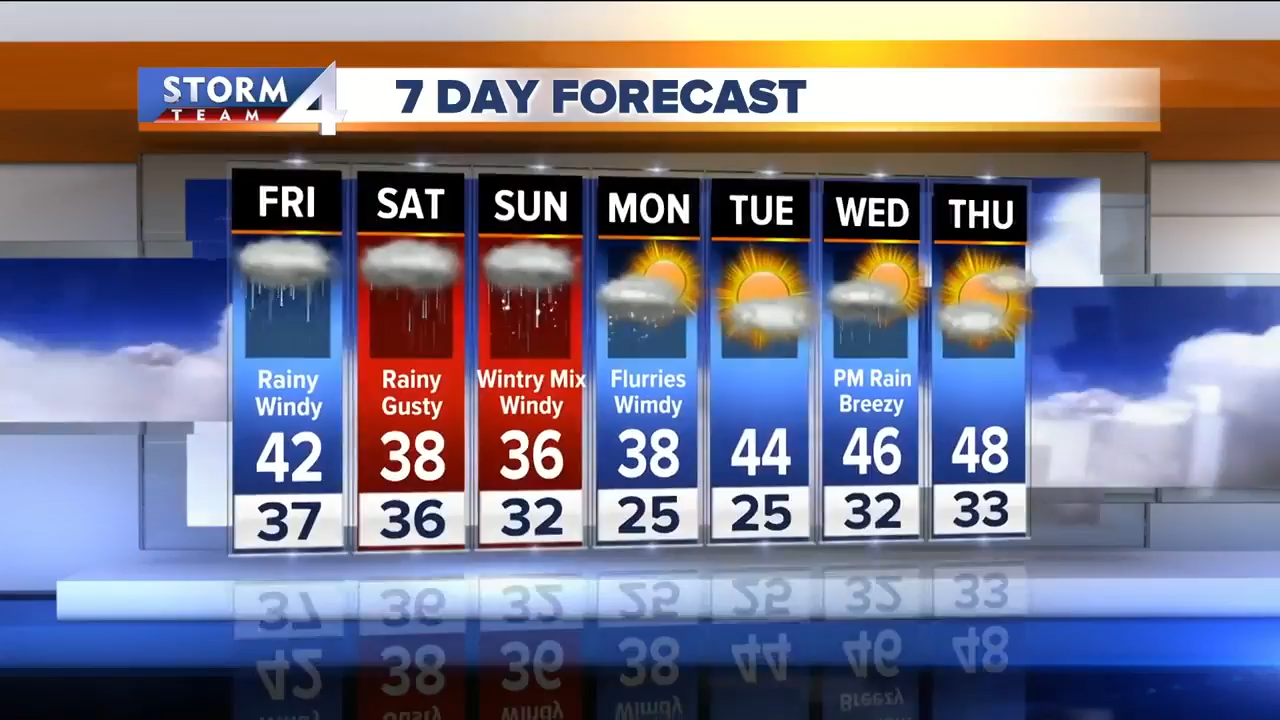 STORM
TEAM
4
7 DAY FORECAST
FRI
Rainy
Windy
42
37
SAT
Rainy
Gusty
38
36
SUN
Wintry Mix
Windy
36
32
MON
Flurries
Wimdy
38
25
TUE
44
25
WED
PM Rain
Breezy
46
32
THU
48
33